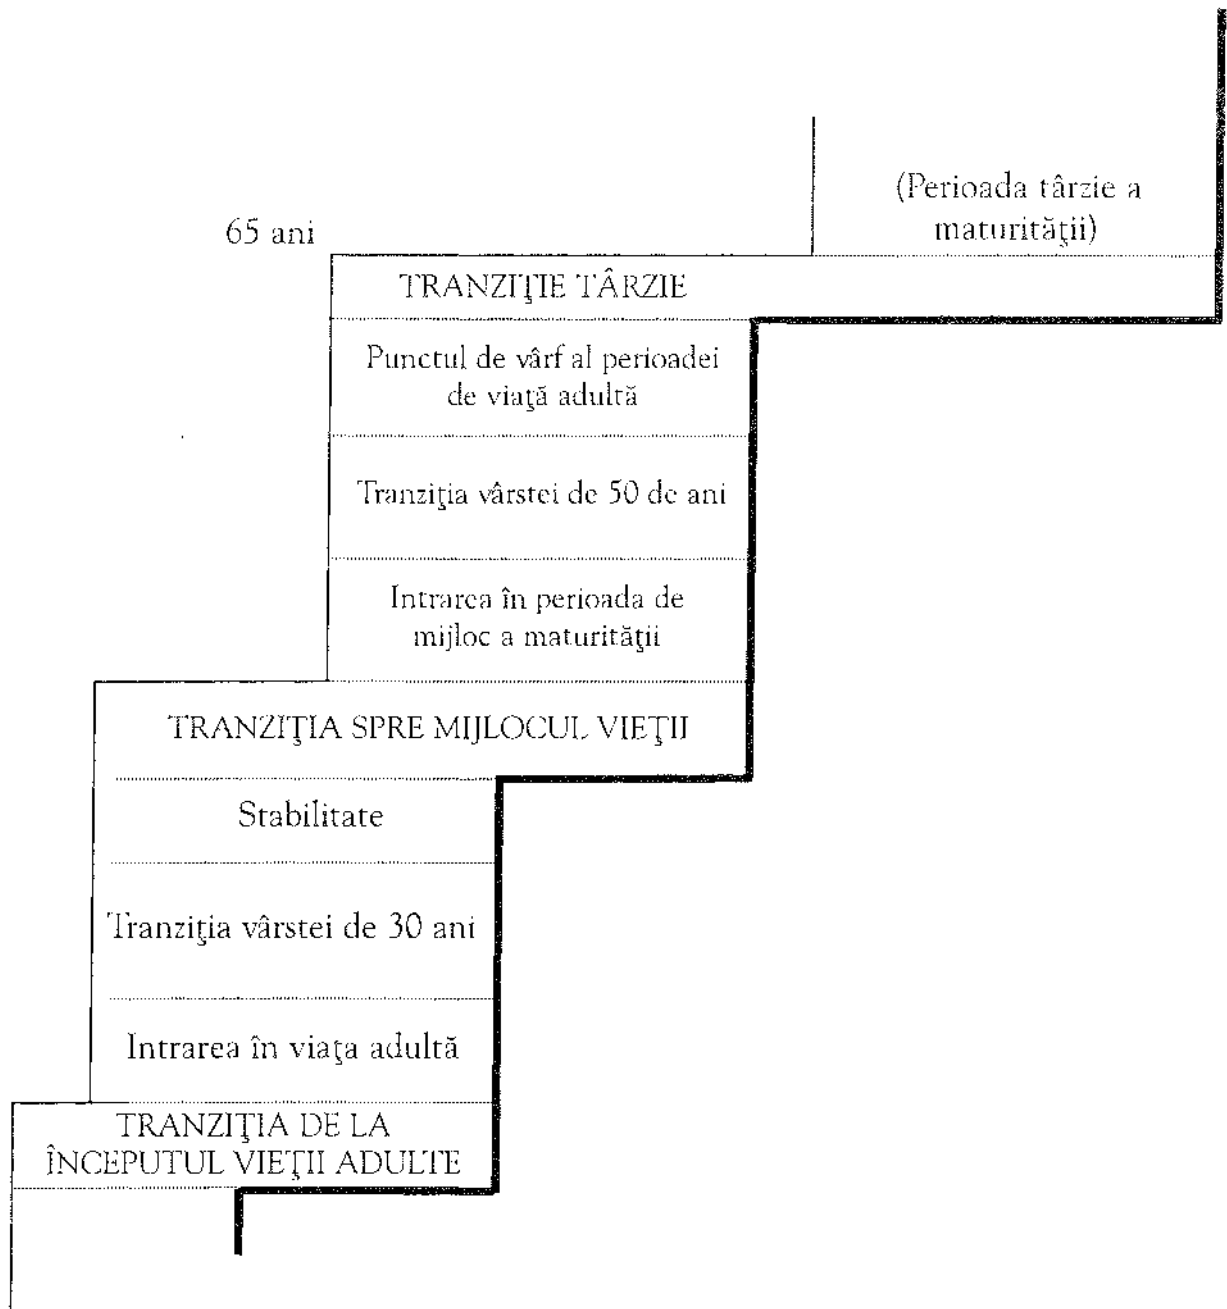 (Perioada târzie a
maturităţii)
65 ani
TRANZIŢIE TÂRZIE
Punctul de vârf al perioadei
de viaţă adultă
Tranziţia vârstei de 50 de ani
Intrarea în perioada de
mijloc a maturităţii
TRANZIŢIA SPRE MIJLOCUL VIEŢII
Stabilitate
Tranziţia vârstei de 30 ani
Intrarea în viaţa adultă
TRANZIŢIA DE LA
ÎNCEPUTUL VIEŢII ADULTE